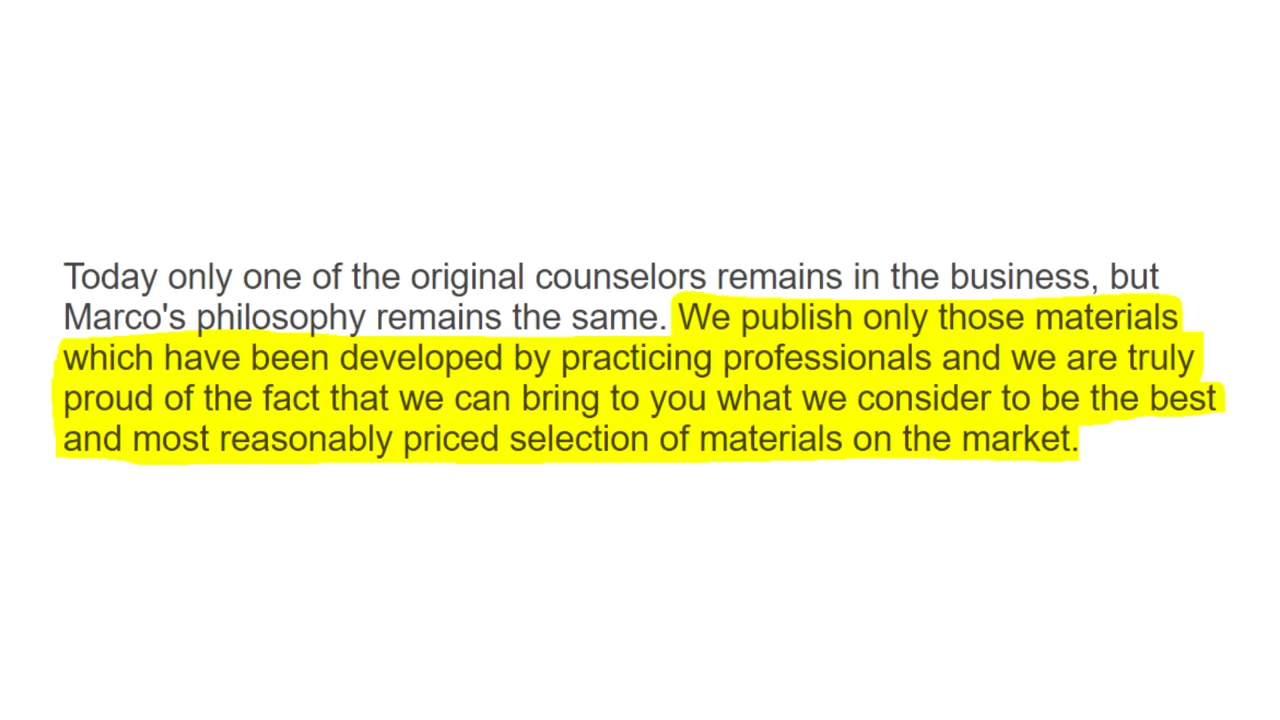 Today only one of the original counselors remains in the business, but
Marco's philosophy remains the same. We publish only those materials
which have been developed by practicing professionals and we are truly
proud of the fact that we can bring to you what we consider to be the best
and most reasonably priced selection of materials on the market.